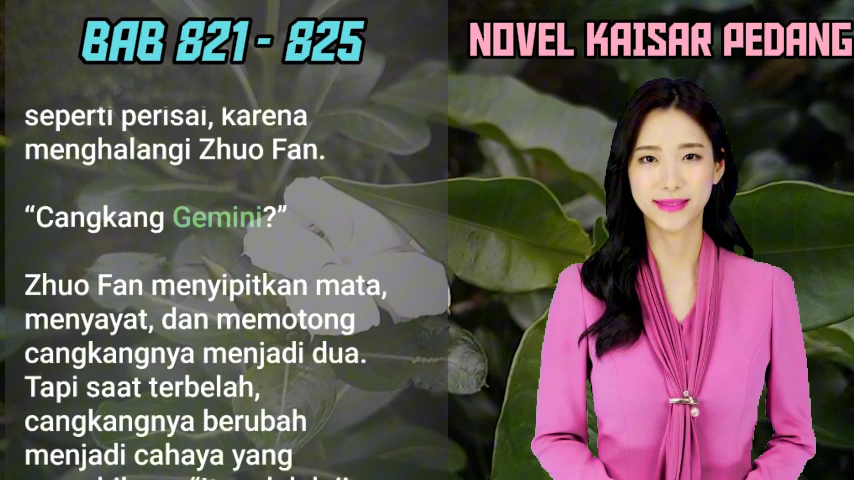 BAB 821 - 825
NOVEL KAISAR PEDANG
seperti perisai, karena
menghalangi Zhuo Fan.
“Cangkang Gemini?”
Zhuo Fan menyipitkan mata,
menyayat, dan memotong
cangkangnya menjadi dua.
Tapi saat terbelah,
cangkangnya berubah
menjadi cahaya yang